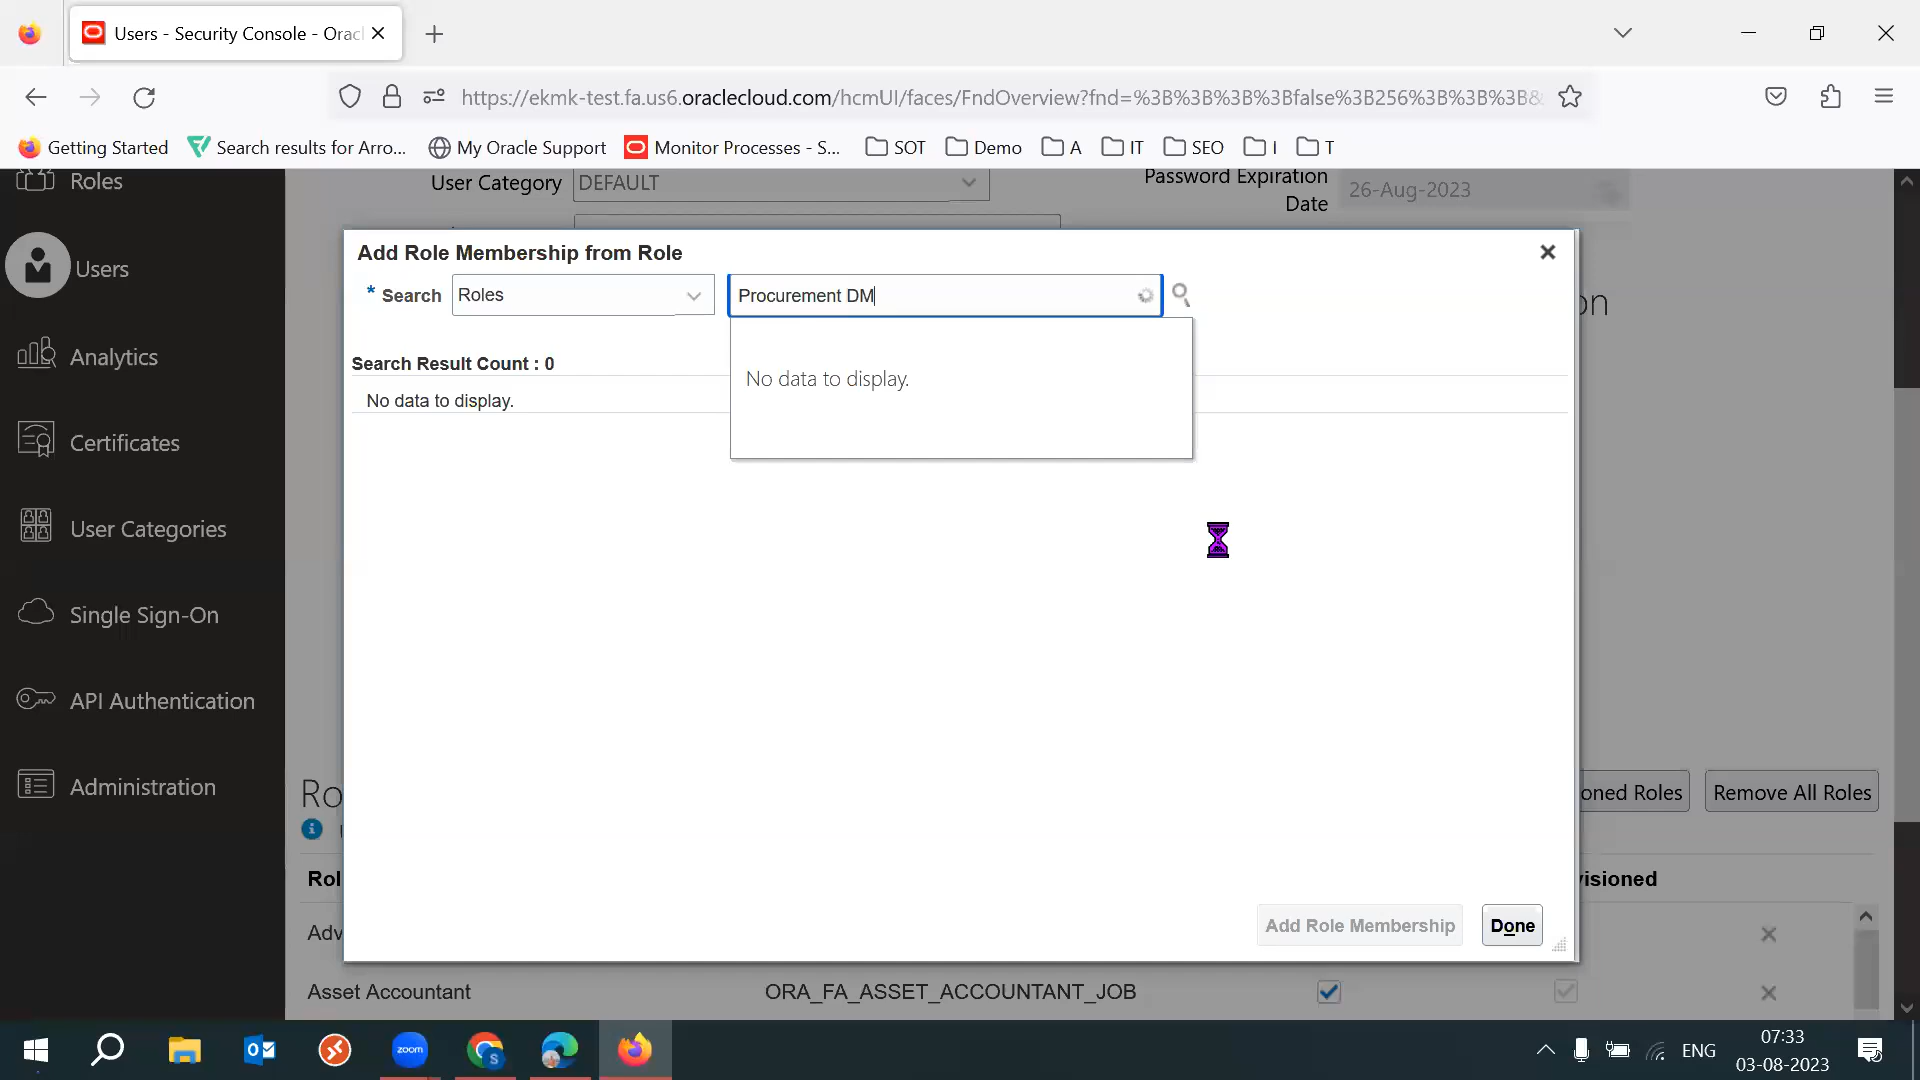 Users - Security Console - Orac
https://ekmk-test.fa.us6.oraclecloud.com/hcmUI/faces/FndOverview?fnd=%3B%3B%3B%3Bfalse%3B256%3B%3B%3B&
Getting Started
Search results for Arro...
My Oracle Support
Monitor Processes - S...
SOT
Demo
A
IT
SEO
I
T
Roles
Users
Analytics
Certificates
User Categories
Single Sign-On
API Authentication
Administration
User Category
DEFAULT
Password Expiration
Date
26-Aug-2023
Add Role Membership from Role
* Search
Roles
Procurement DM
No data to display.
Search Result Count : 0
No data to display.
on
Ro
oned Roles
Remove All Roles
Rol
visioned
Add Role Membership
Done
Adv
Asset Accountant
ORA_FA_ASSET_ACCOUNTANT_JOB
zoom
S
ENG
07:33
03-08-2023